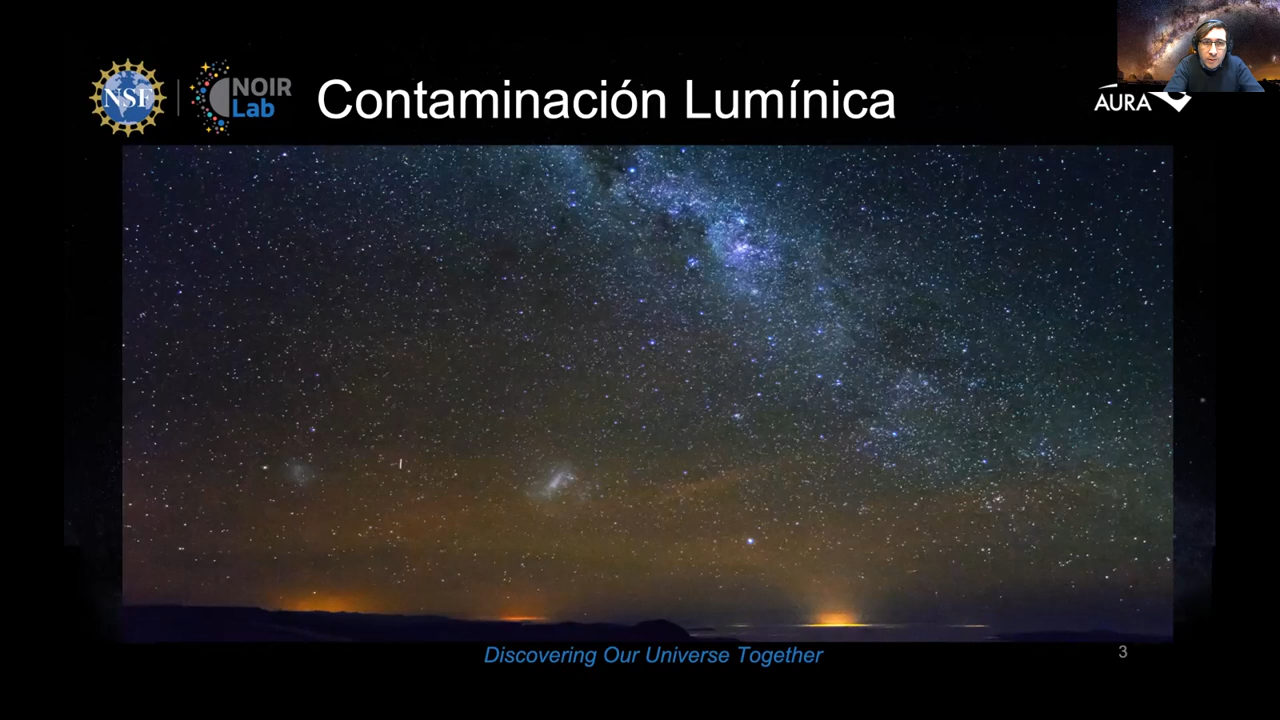 NSF
NOIR
Lab
Contaminación Lumínica
AURA
Discovering Our Universe Together
3